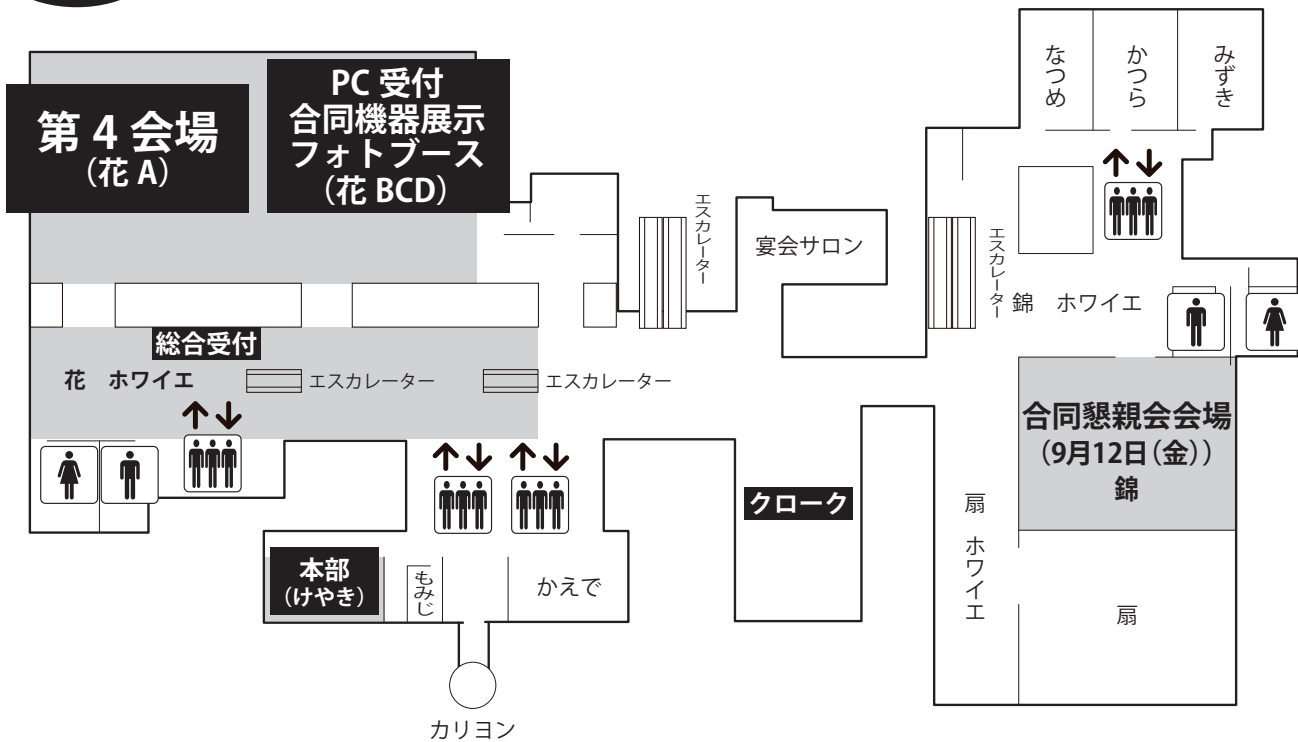 第 4 会場
（花 A）
PC 受付
合同機器展示
フォトブース
（花 BCD）
総合受付
花　ホワイエ
エスカレーター
エスカレーター
エスカレーター
宴会サロン
エスカレーター
なつめ
かつら
みずき
錦　ホワイエ
合同懇親会会場
（9月12日（金））
錦
扇　ホワイエ
扇
クローク
本部
（けやき）
もみじ
かえで
カリヨン